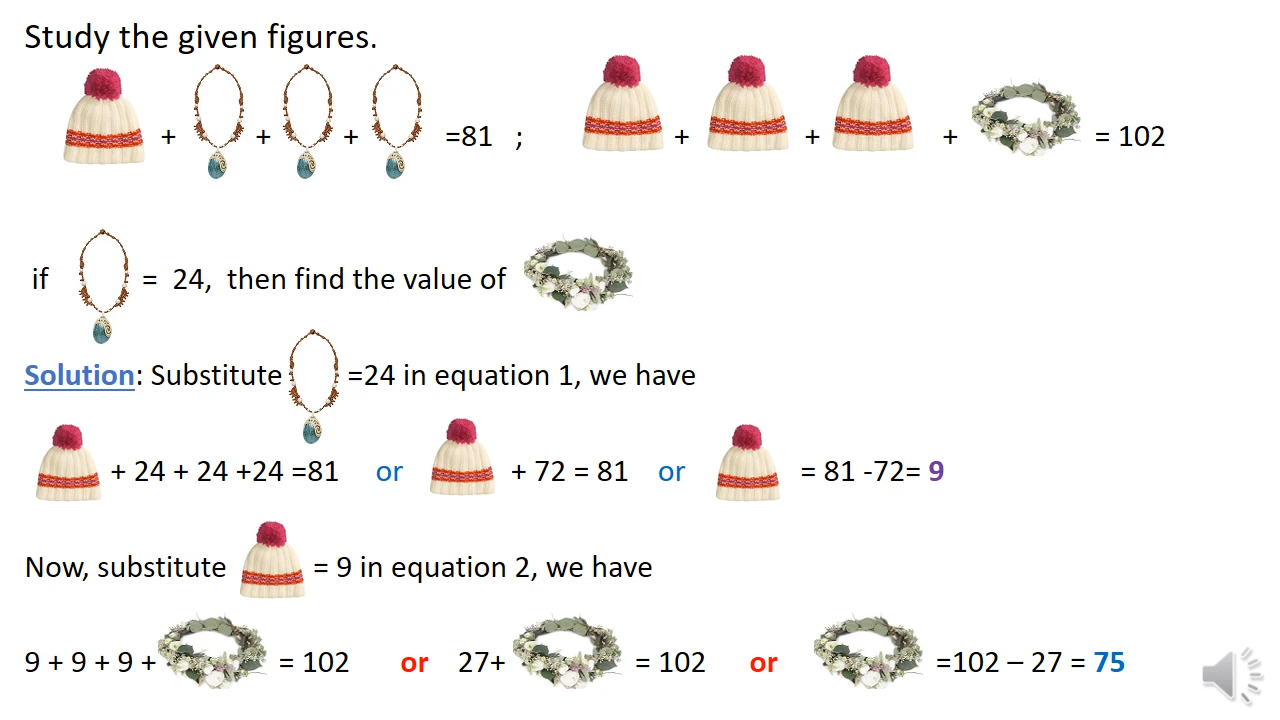 Study the given figures.
+ + + =81 ; + + + = 102
if = 24, then find the value of
Solution: Substitute =24 in equation 1, we have
+ 24 + 24 +24 =81 or + 72 = 81 or = 81 -72= 9
Now, substitute = 9 in equation 2, we have
9 + 9 + 9 + = 102 or 27+ = 102 or =102 – 27 = 75